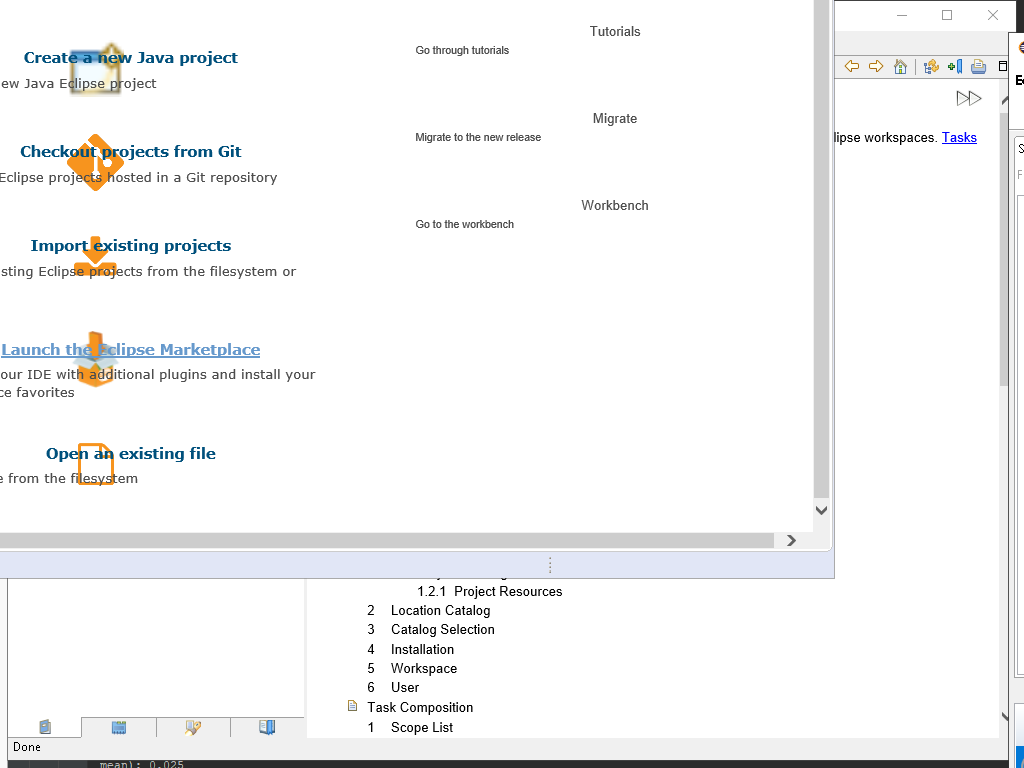 Create a new Java project
ew Java Eclipse project
Checkout projects from Git
Eclipse projects hosted in a Git repository
Import existing projects
sting Eclipse projects from the filesystem or
Launch the Eclipse Marketplace
our IDE with additional plugins and install your
ce favorites
Open an existing file
e from the filesystem
Tutorials
Go through tutorials
Migrate
Migrate to the new release
Workbench
Go to the workbench
lipse workspaces. Tasks
1.2.1 Project Resources
2 Location Catalog
3 Catalog Selection
4 Installation
5 Workspace
6 User
Task Composition
1 Scope List
Done
mean): 0.025